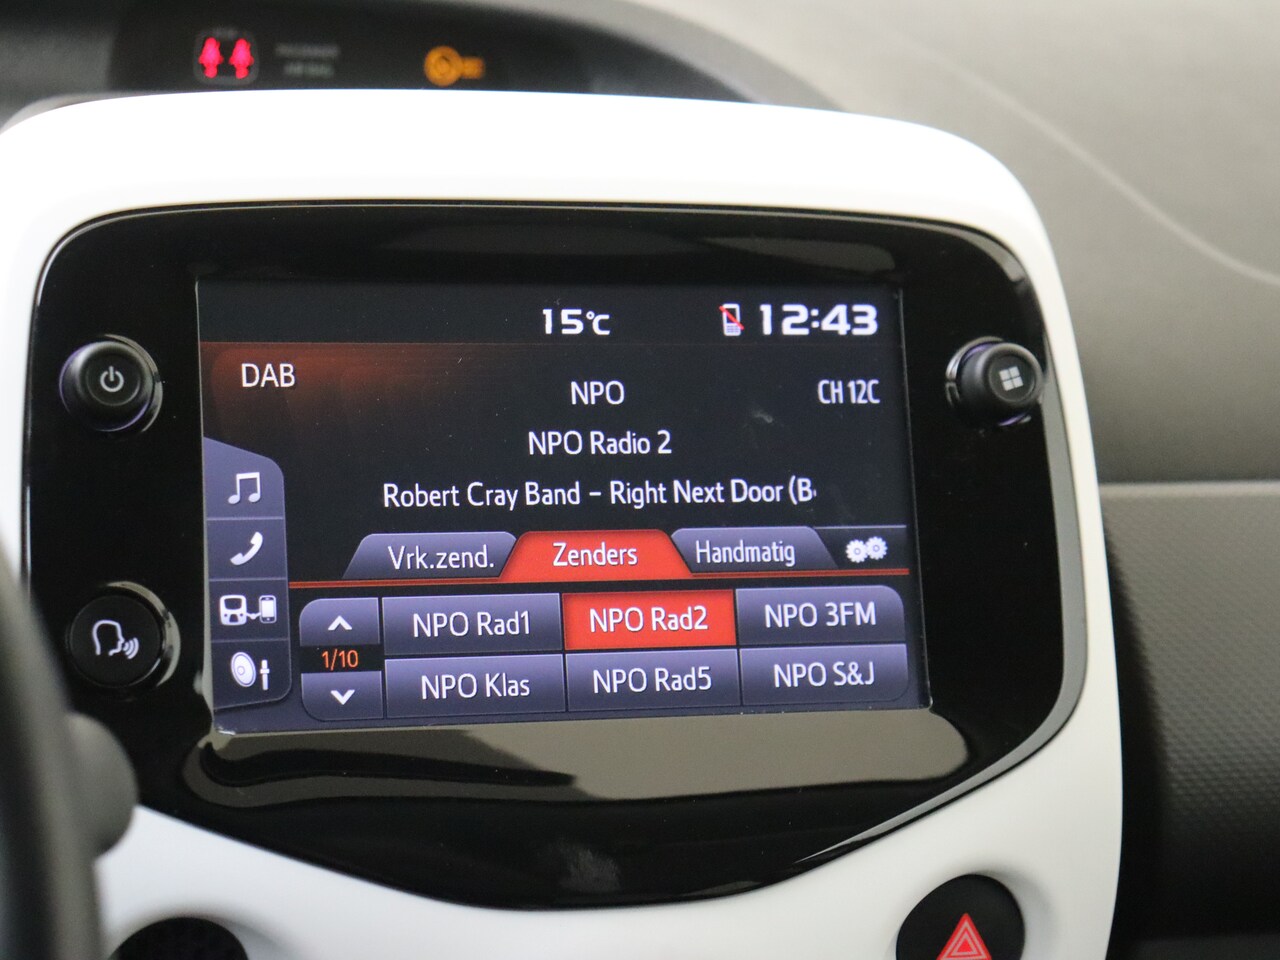 15°C 12:43
DAB
NPO CH 12C
NPO Radio 2
Robert Cray Band - Right Next Door (B
Vrk.zend. Zenders Handmatig
NPO Rad1 NPO Rad2 NPO 3FM
1/10
NPO Klas NPO Rad5 NPO S&J